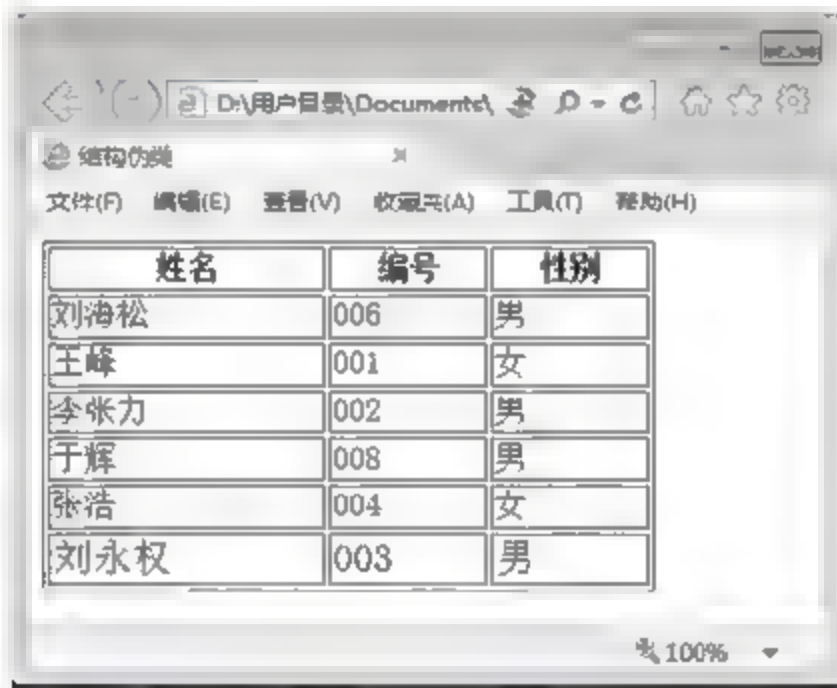 D:\用户目录\Documents\
结构伪类
文件(F) 编辑(E) 查看(V) 收藏夹(A) 工具(T) 帮助(H)
姓名 编号 性别
刘海松 006 男
王峰 001 女
李张力 002 男
于辉 008 男
张浩 004 女
刘永权 003 男
100%